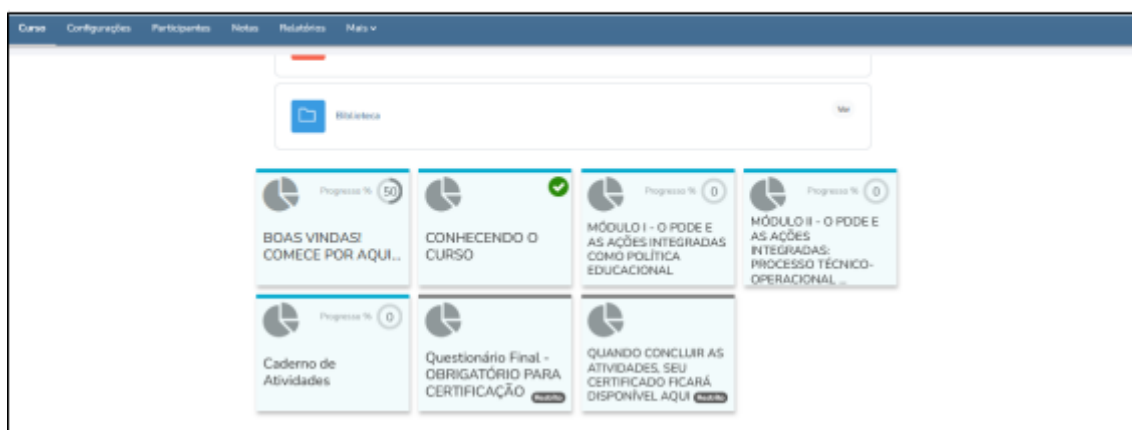 Curso Configurações Participantes Notas Relatórios Mais
Biblioteca
Ver
Progresso % 50
BOAS VINDAS!
COMECE POR AQUI...
CONHECENDO O
CURSO
Progresso % 0
MÓDULO I - O PDDE E
AS AÇÕES INTEGRADAS
COMO POLÍTICA
EDUCACIONAL
Progresso % 0
MÓDULO II - O PDDE E
AS AÇÕES
INTEGRADAS:
PROCESSO TÉCNICO-
OPERACIONAL ...
Progresso % 0
Caderno de
Atividades
Questionário Final -
OBRIGATÓRIO PARA
CERTIFICAÇÃO Restrito
QUANDO CONCLUIR AS
ATIVIDADES, SEU
CERTIFICADO FICARÁ
DISPONÍVEL AQUI Restrito